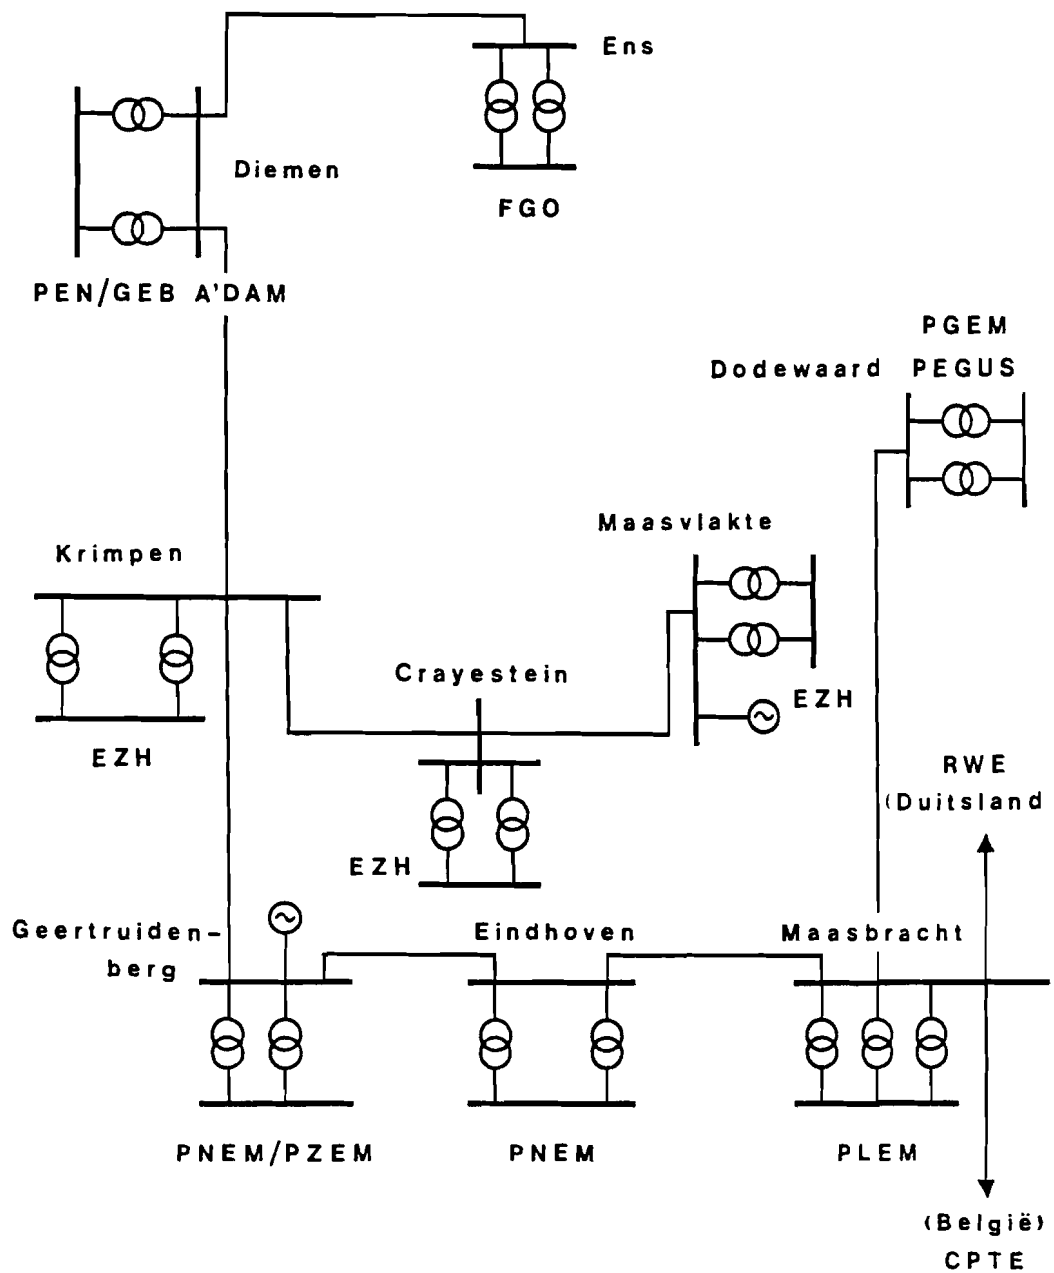 Ens
Diemen
FGO
PEN/GEB A'DAM
PGEM
Dodewaard PEGUS
Maasvlakte
Krimpen
Crayestein
EZH
EZH
RWE
(Duitsland
EZH
Geertruiden-
berg
Eindhoven
Maasbracht
PNEM/PZEM
PNEM
PLEM
(België)
CPTE